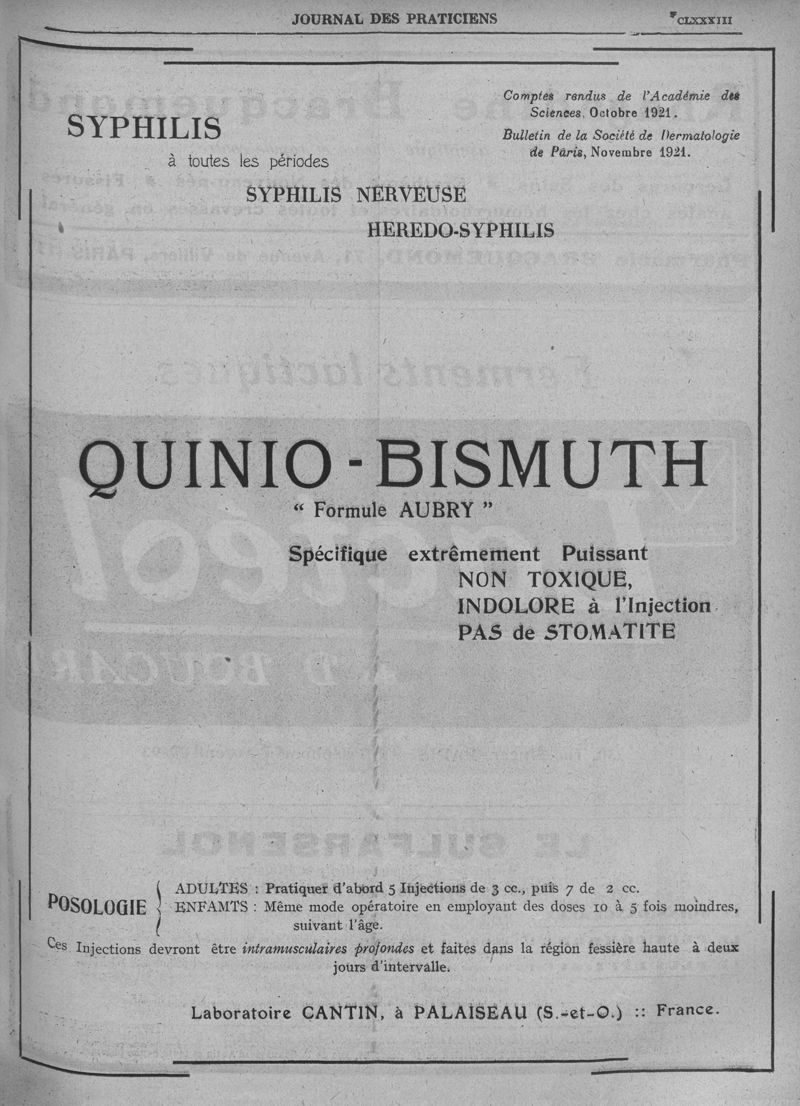 JOURNAL DES PRATICIENS
CLXXXIII
Comptes rendus de l'Académie des
Sciences, Octobre 1921.
Bulletin de la Société de Dermatologie
de Paris, Novembre 1921.
SYPHILIS
à toutes les périodes
SYPHILIS NERVEUSE
HEREDO-SYPHILIS
QUINIO-BISMUTH
“ Formule AUBRY ”
Spécifique extrêmement Puissant
NON TOXIQUE,
INDOLORE à l'Injection
PAS de STOMATITE
POSOLOGIE
ADULTES : Pratiquer d'abord 5 Injections de 3 cc., puis 7 de 2 cc.
ENFAMTS : Même mode opératoire en employant des doses 10 à 5 fois moindres,
suivant l'âge.
Ces Injections devront être intramusculaires profondes et faites dans la région fessière haute à deux
jours d'intervalle.
Laboratoire CANTIN, à PALAISEAU (S.-et-O.) :: France.